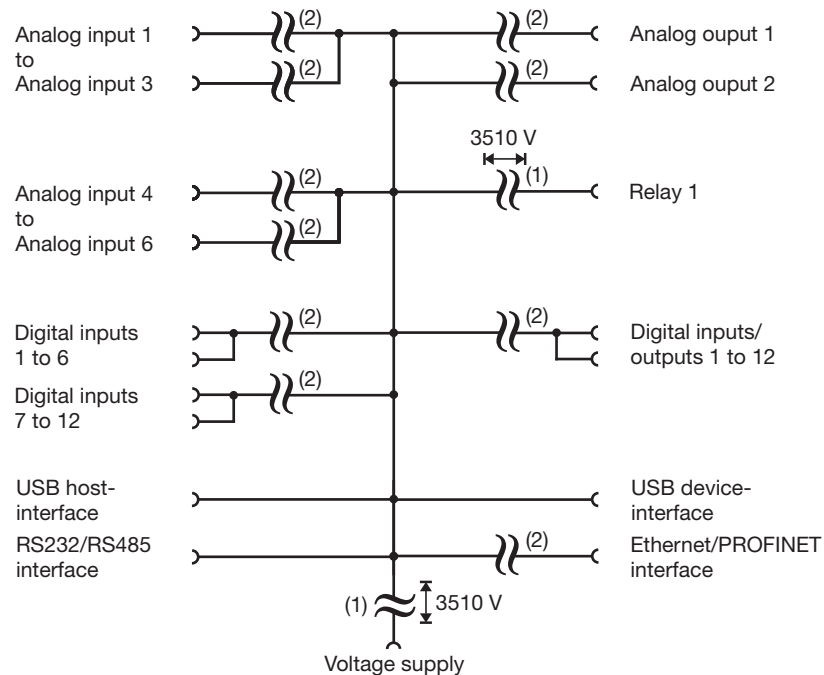 Analog input 1
to
Analog input 3
(2)
(2)
(2)
(2)
Analog ouput 1
Analog ouput 2
3510 V
Analog input 4
to
Analog input 6
(2)
(2)
(1)
Relay 1
Digital inputs
1 to 6
(2)
(2)
Digital inputs/
outputs 1 to 12
Digital inputs
7 to 12
(2)
USB host-
interface
USB device-
interface
RS232/RS485
interface
(2)
Ethernet/PROFINET
interface
(1)
3510 V
Voltage supply